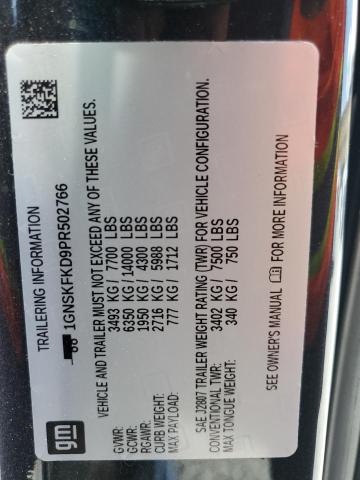 gm
TRAILERING INFORMATION
1GNSKFKD9PR502766
VEHICLE AND TRAILER MUST NOT EXCEED ANY OF THESE VALUES.
GVWR: 3493 KG / 7700 LBS
GCWR: 6350 KG / 14000 LBS
RGAWR: 1950 KG / 4300 LBS
CURB WEIGHT: 2716 KG / 5988 LBS
MAX PAYLOAD: 777 KG / 1712 LBS
SAE J2807 TRAILER WEIGHT RATING (TWR) FOR VEHICLE CONFIGURATION.
CONVENTIONAL TWR: 3402 KG / 7500 LBS
MAX TONGUE WEIGHT: 340 KG / 750 LBS
SEE OWNER'S MANUAL FOR MORE INFORMATION